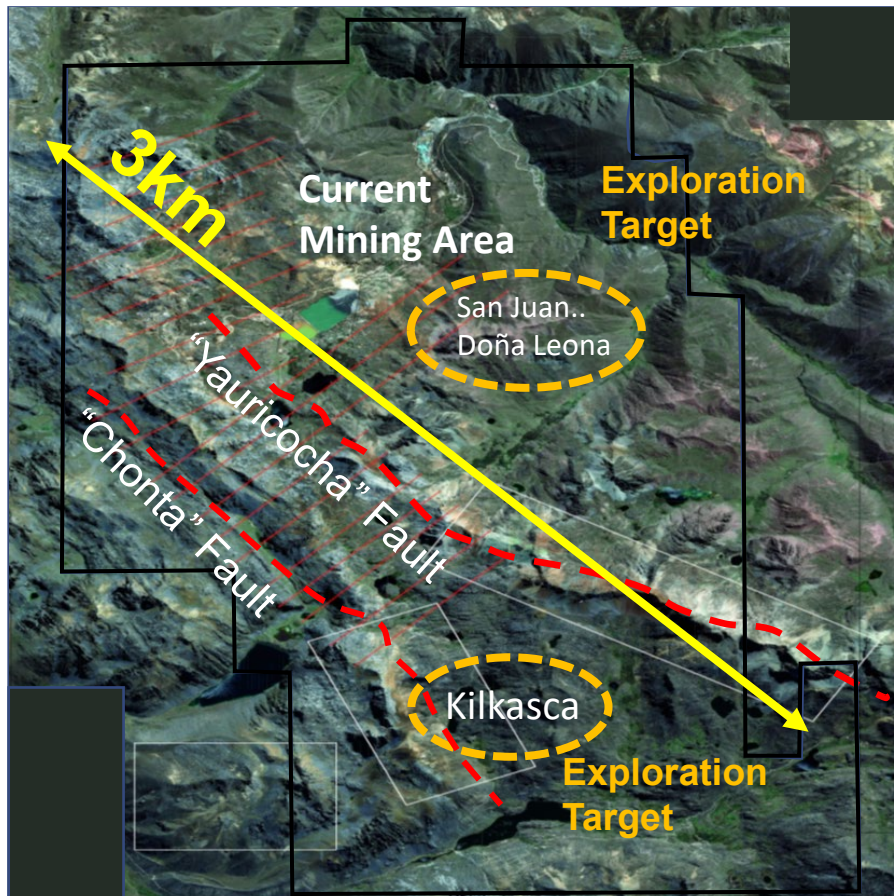 3km
Current
Mining Area
Exploration
Target
San Juan..
Doña Leona
“Yauricocha” Fault
“Chonta” Fault
Kilkasca
Exploration
Target